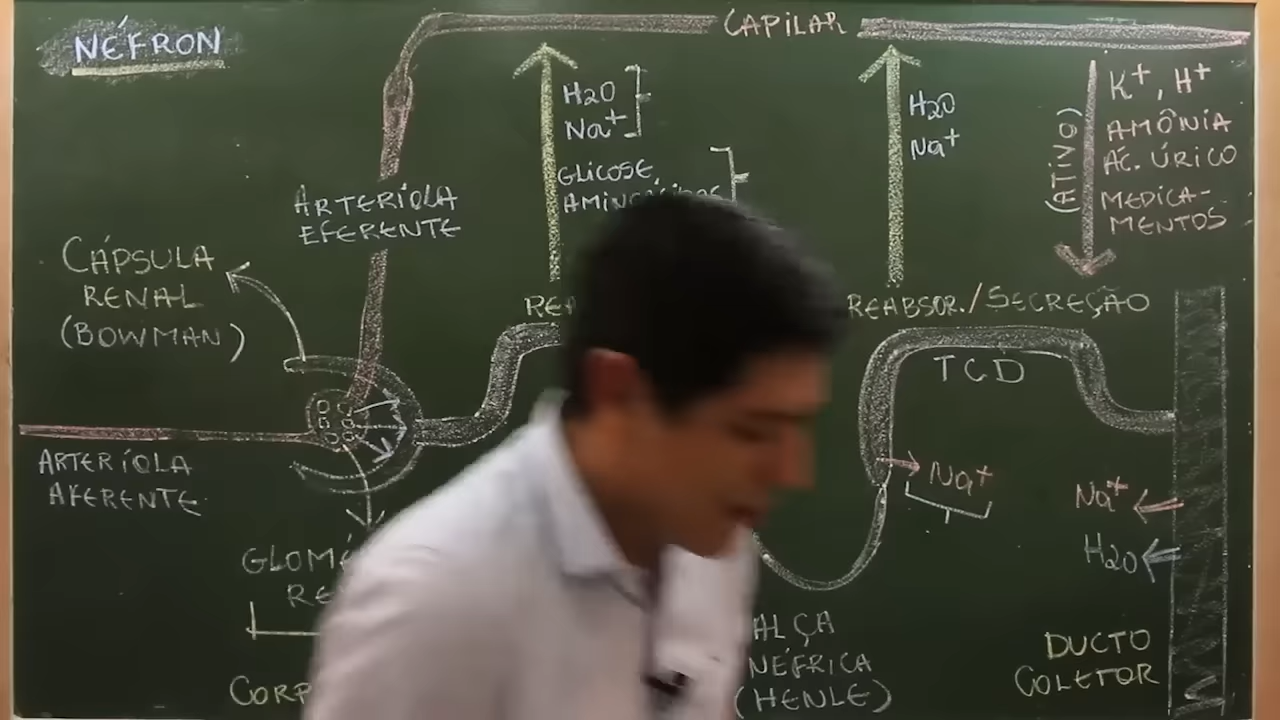 NÉFRON
CAPILAR
H2O
Na+
GLICOSE,
H2O
Na+
(ATIVO)
K+, H+
AMÔNIA
ÁC. ÚRICO
MEDICA-
MENTOS
ARTERÍOLA
EFERENTE
CÁPSULA
RENAL
(BOWMAN)
REABSOR./SECREÇÃO
TCD
ARTERÍOLA
AFERENTE
Na+
Na+
H2O
ALÇA
NÉFRICA
(HENLE)
DUCTO
COLETOR